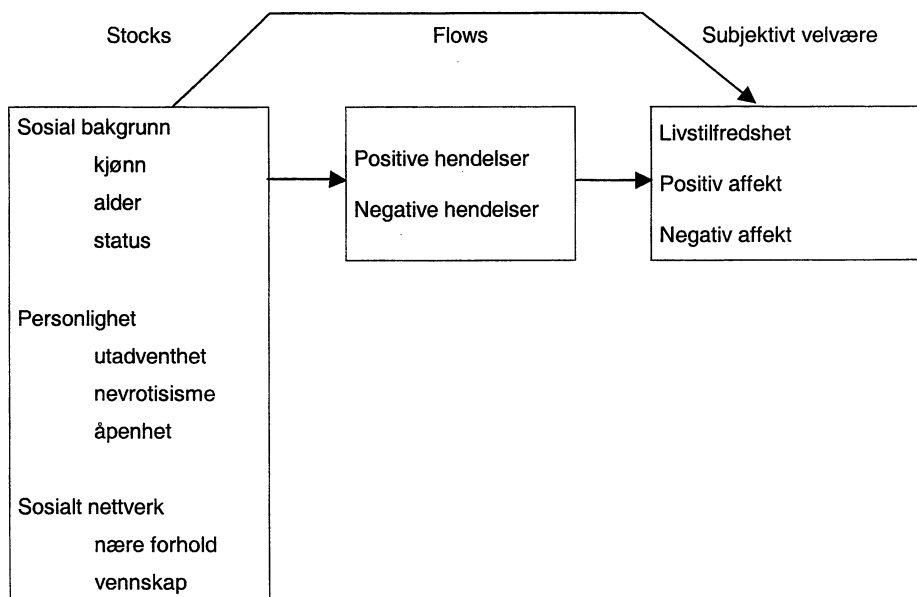 Stocks
Flows
Subjektivt velvære
Sosial bakgrunn
kjønn
alder
status
Personlighet
utadventhet
nevrotisisme
åpenhet
Sosialt nettverk
nære forhold
vennskap
Positive hendelser
Negative hendelser
Livstilfredshet
Positiv affekt
Negativ affekt